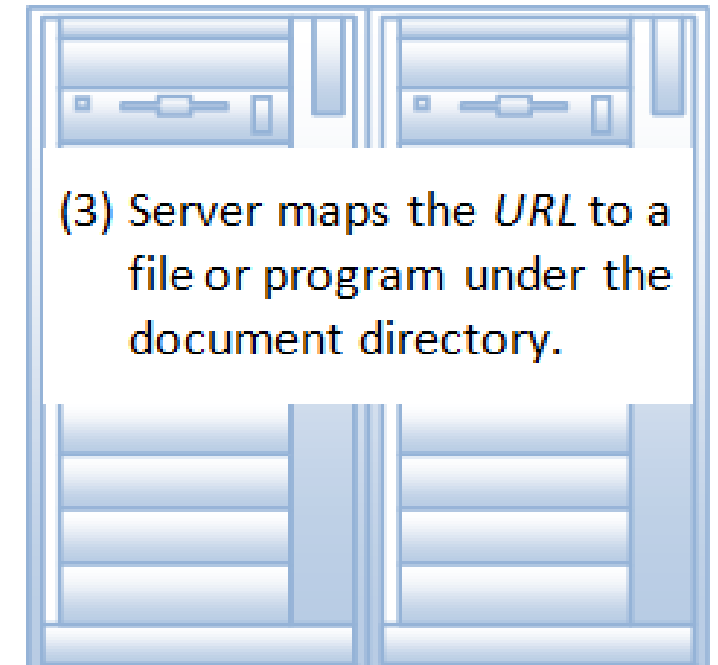 (3) Server maps the URL to a
file or program under the
document directory.